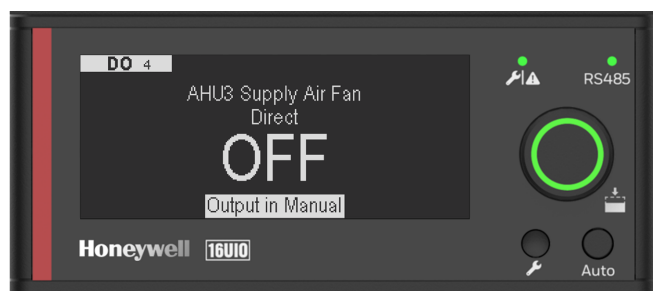 DO 4
AHU3 Supply Air Fan
Direct
OFF
Output in Manual
RS485
Honeywell 16UIO
Auto